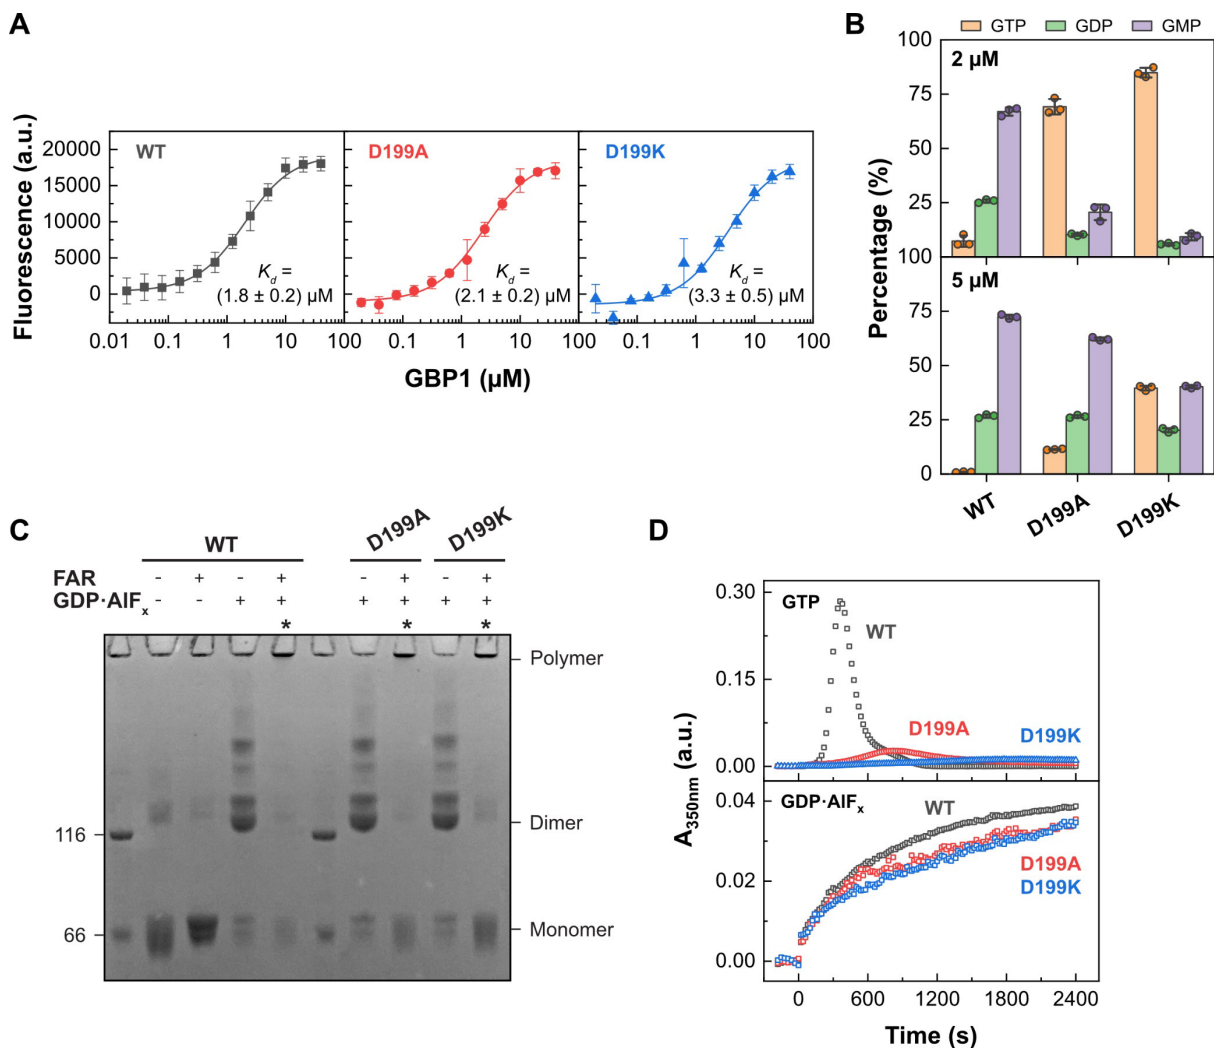 A
Fluorescence (a.u.)
20000
15000
10000
5000
0
WT
K_d =
(1.8 ± 0.2) µM
D199A
K_d =
(2.1 ± 0.2) µM
D199K
K_d =
(3.3 ± 0.5) µM
0.01 0.1 1 10 100 0.1 1 10 100 0.1 1 10 100
GBP1 (µM)
B
GTP GDP GMP
Percentage (%)
2 µM
100
75
50
25
100
5 µM
75
50
25
0
WT D199A D199K
C
WT D199A D199K
FAR - + - + - + - +
GDP·AlFₓ - - + + + + + +
* * *
Polymer
Dimer
116
Monomer
66
D
A350nm (a.u.)
0.30
GTP
WT
0.15
D199A D199K
0.00
0.04
GDP·AlFₓ WT
D199A
0.02
D199K
0.00
0 600 1200 1800 2400
Time (s)